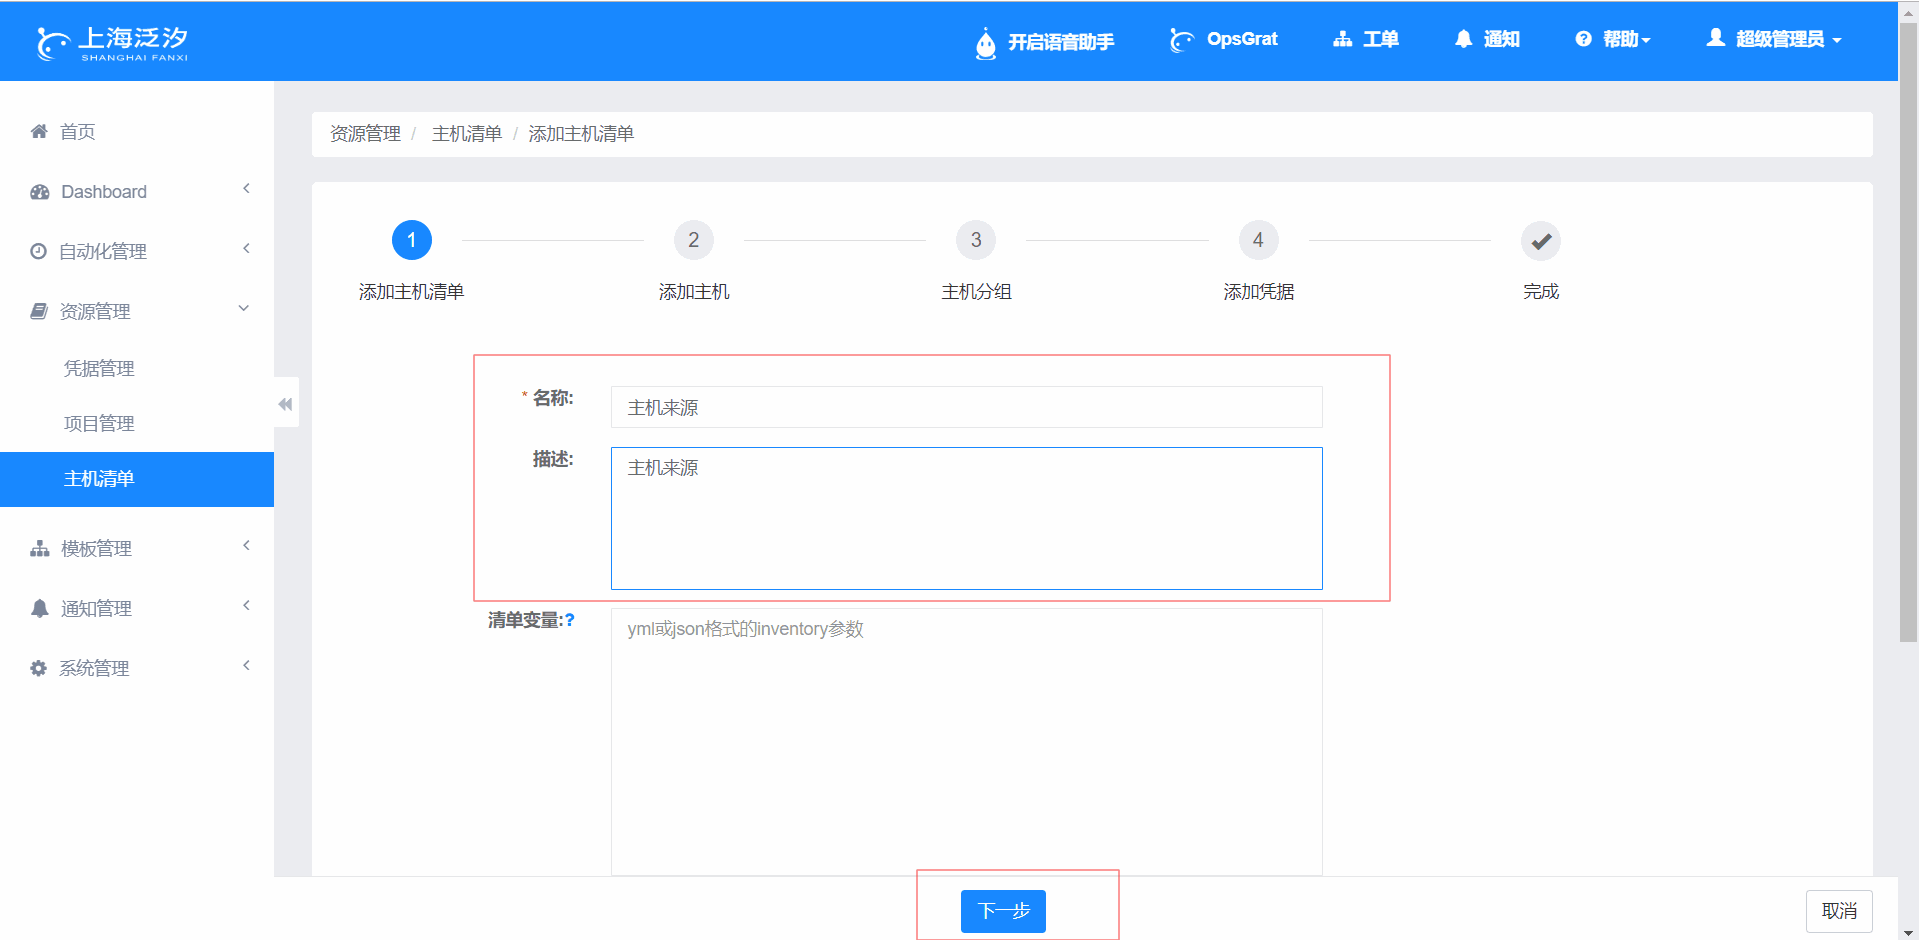 上海泛汐
SHANGHAI FANXI
开启语音助手
OpsGrat
工单
通知
帮助
超级管理员
首页
Dashboard
自动化管理
资源管理
凭据管理
项目管理
主机清单
模板管理
通知管理
系统管理
资源管理 / 主机清单 / 添加主机清单
1
2
3
4
添加主机清单
添加主机
主机分组
添加凭据
完成
* 名称:
主机来源
描述:
主机来源
清单变量:?
yml或json格式的inventory参数
下一步
取消